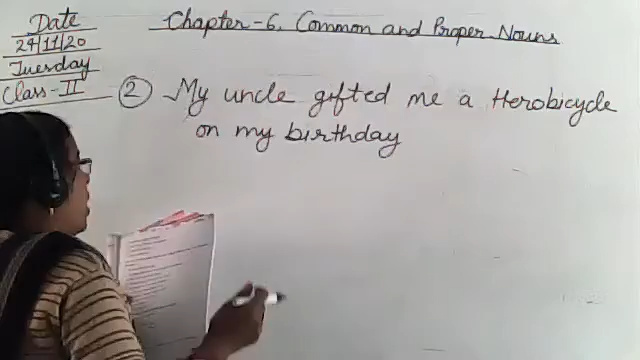 Date
24/11/20
Tuesday
Class-II
Chapter-6. Common and Proper Nouns
② My uncle gifted me a Herobicycle
on my birthday